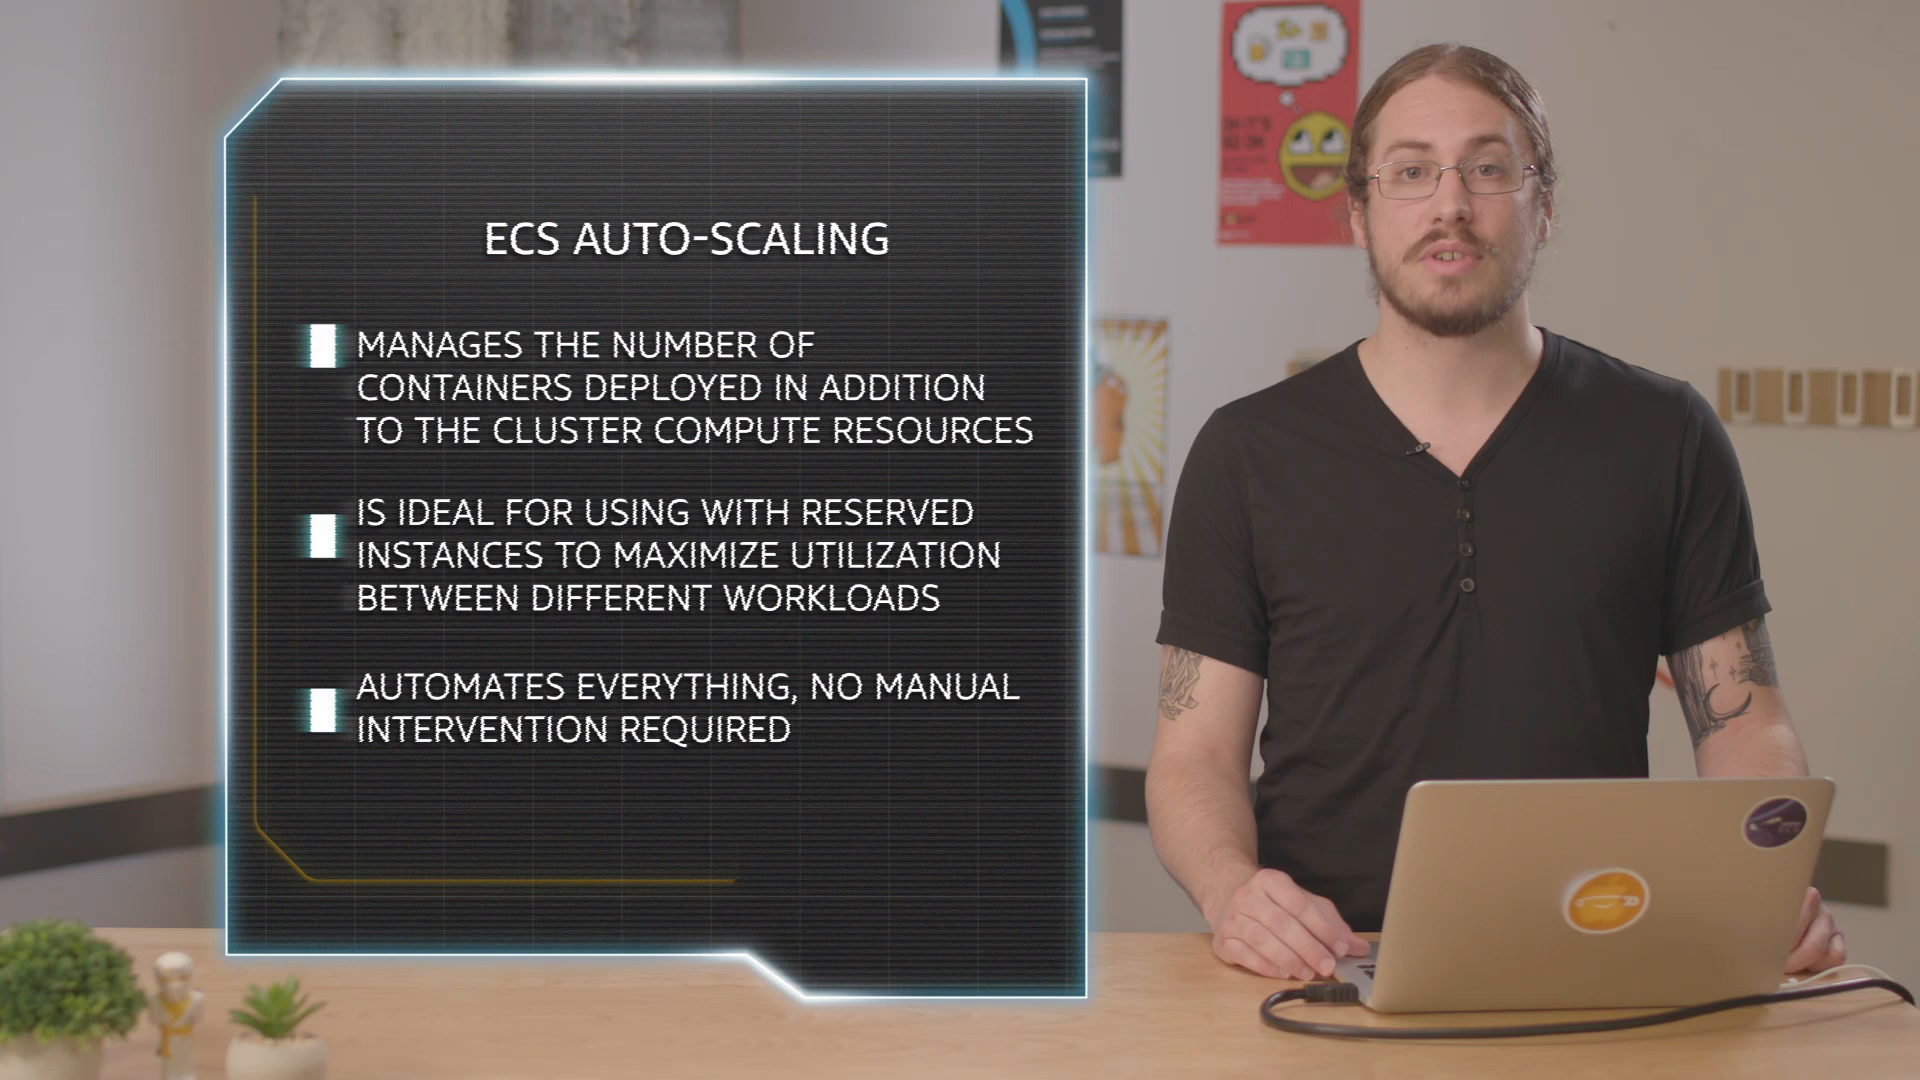 ECS AUTO-SCALING
MANAGES THE NUMBER OF
CONTAINERS DEPLOYED IN ADDITION
TO THE CLUSTER COMPUTE RESOURCES
IS IDEAL FOR USING WITH RESERVED
INSTANCES TO MAXIMIZE UTILIZATION
BETWEEN DIFFERENT WORKLOADS
AUTOMATES EVERYTHING, NO MANUAL
INTERVENTION REQUIRED